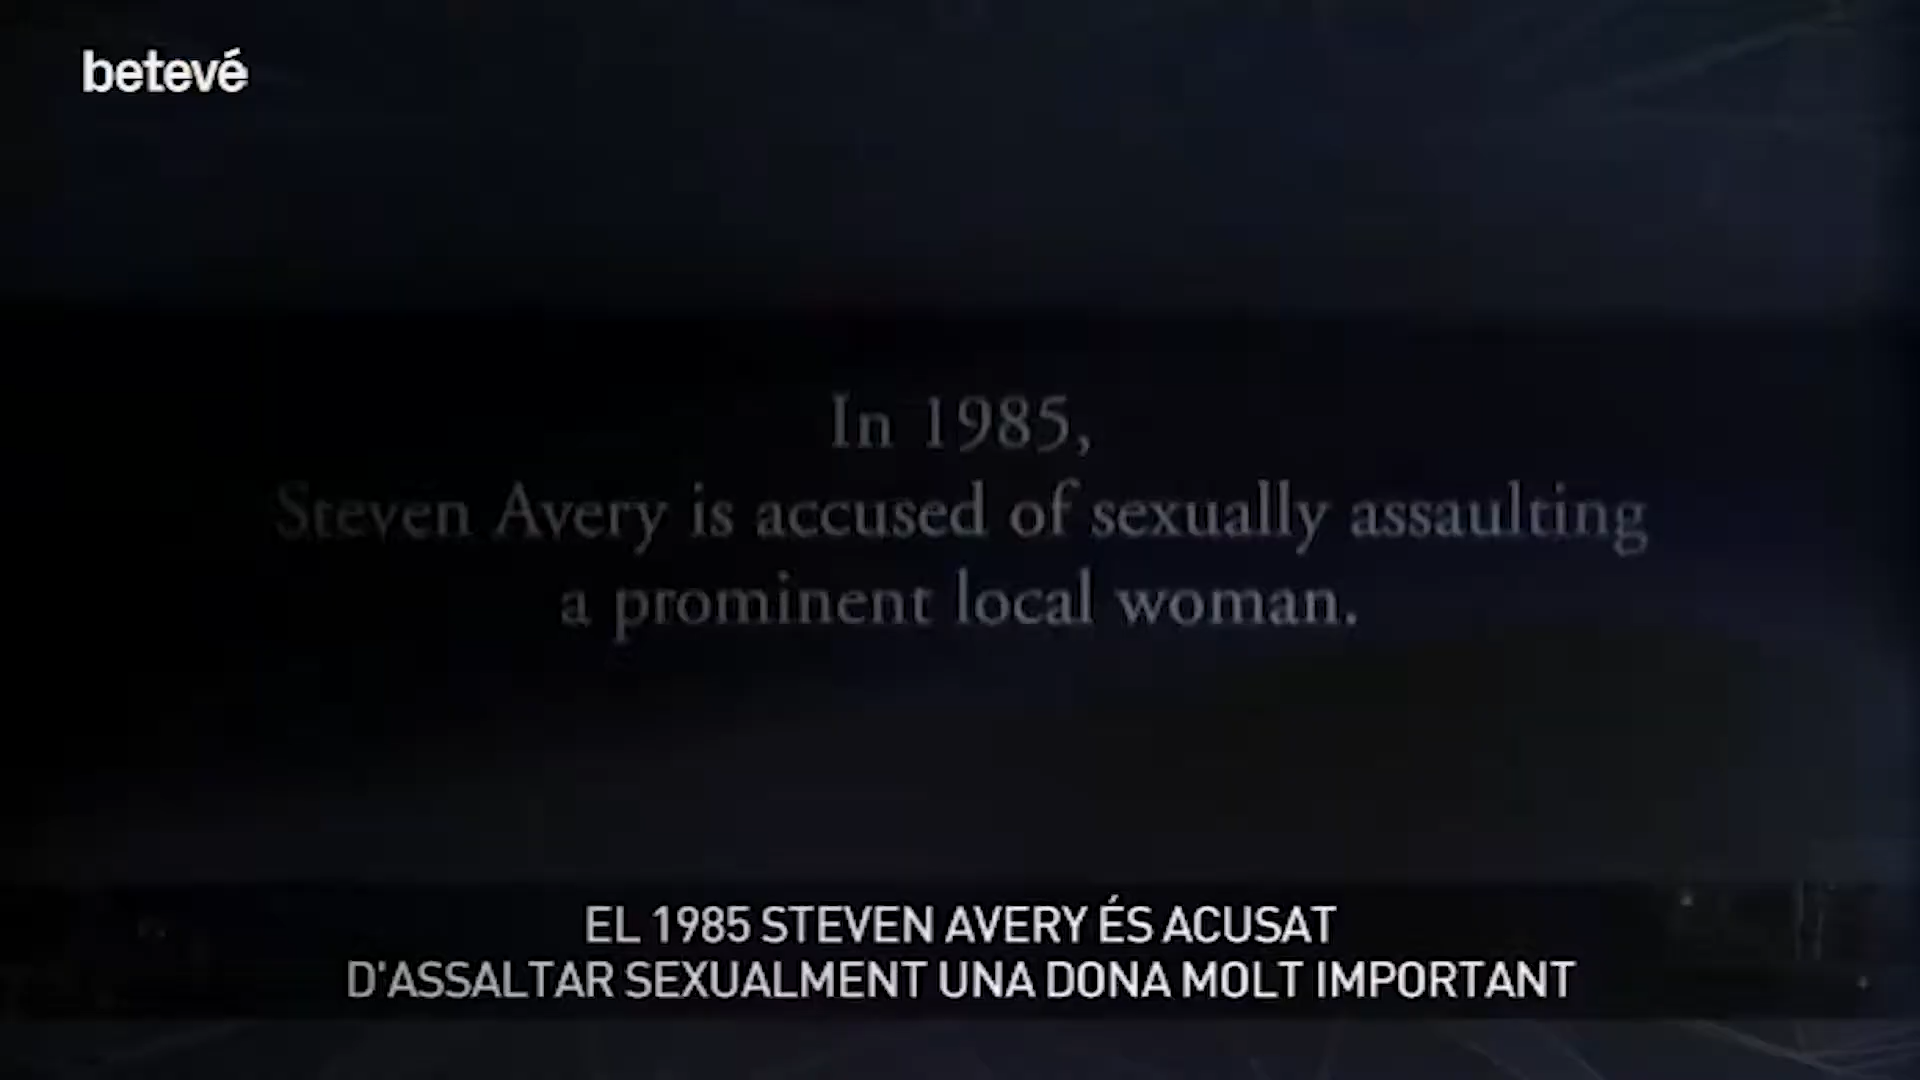 betevé
In 1985,
Steven Avery is accused of sexually assaulting
a prominent local woman.
EL 1985 STEVEN AVERY ÉS ACUSAT
D'ASSALTAR SEXUALMENT UNA DONA MOLT IMPORTANT